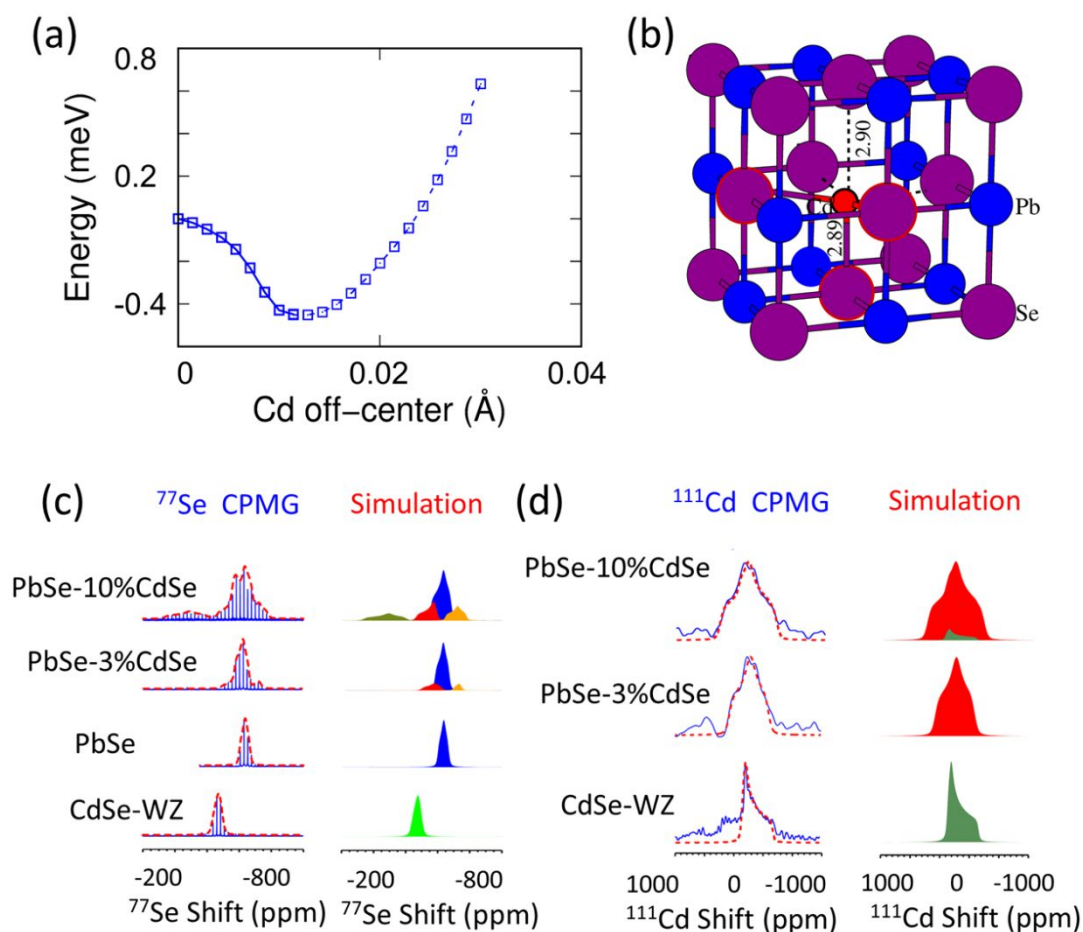 (a)
0.8
0.2
-0.4
Energy (meV)
0 0.02 0.04
Cd off-center (Å)
(b)
2.90
Cd
2.89
Pb
Se
(c)
⁷⁷Se CPMG Simulation
PbSe-10%CdSe
PbSe-3%CdSe
PbSe
CdSe-WZ
-200 -800 -200 -800
⁷⁷Se Shift (ppm) ⁷⁷Se Shift (ppm)
(d)
¹¹¹Cd CPMG Simulation
PbSe-10%CdSe
PbSe-3%CdSe
CdSe-WZ
1000 0 -1000 1000 0 -1000
¹¹¹Cd Shift (ppm) ¹¹¹Cd Shift (ppm)